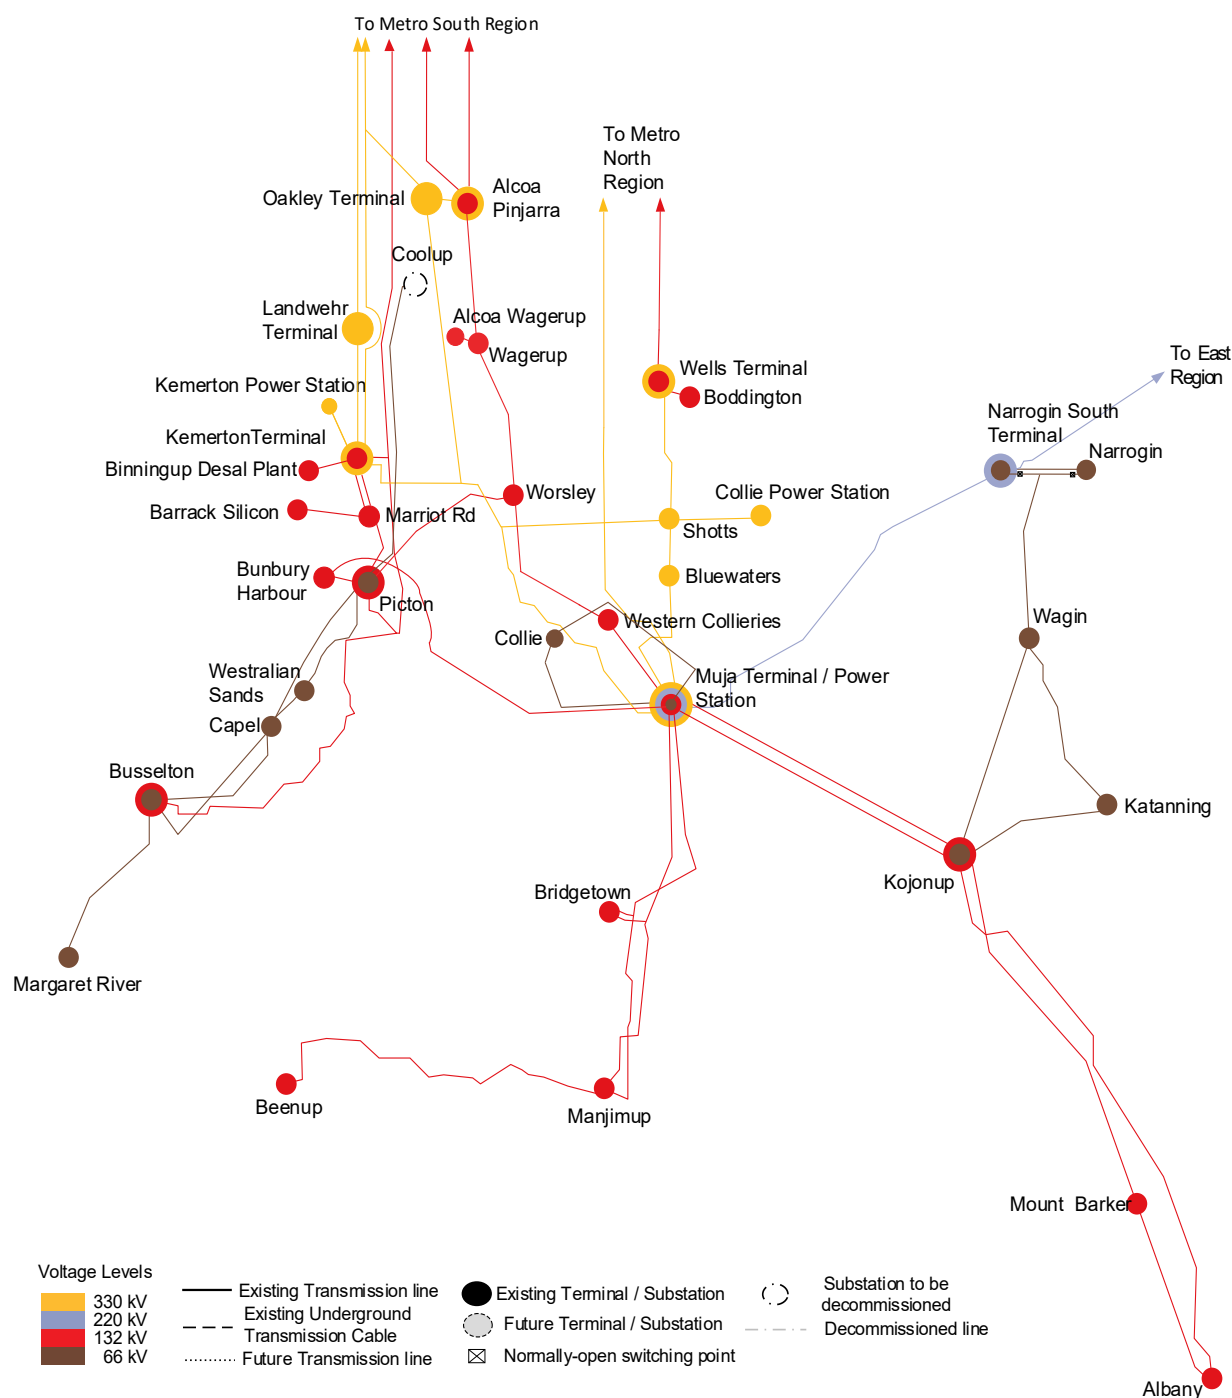 To Metro South Region
To Metro
North
Region
Oakley Terminal
Alcoa
Pinjarra
Coolup
Landwehr
Terminal
Alcoa Wagerup
Wagerup
To East
Region
Wells Terminal
Boddington
Kemerton Power Station
Narrogin South
Terminal
KemertonTerminal
Narrogin
Binningup Desal Plant
Worsley
Collie Power Station
Barrack Silicon
Marriot Rd
Shotts
Bunbury
Harbour
Bluewaters
Picton
Western Collieries
Wagin
Collie
Westralian
Sands
Muja Terminal / Power
Station
Capel
Busselton
Katanning
Kojonup
Bridgetown
Margaret River
Beenup
Manjimup
Mount Barker
Albany
Voltage Levels
330 kV
220 kV
132 kV
66 kV
Existing Transmission line
Existing Underground
Transmission Cable
Future Transmission line
Existing Terminal / Substation
Future Terminal / Substation
Normally-open switching point
Substation to be
decommissioned
Decommissioned line